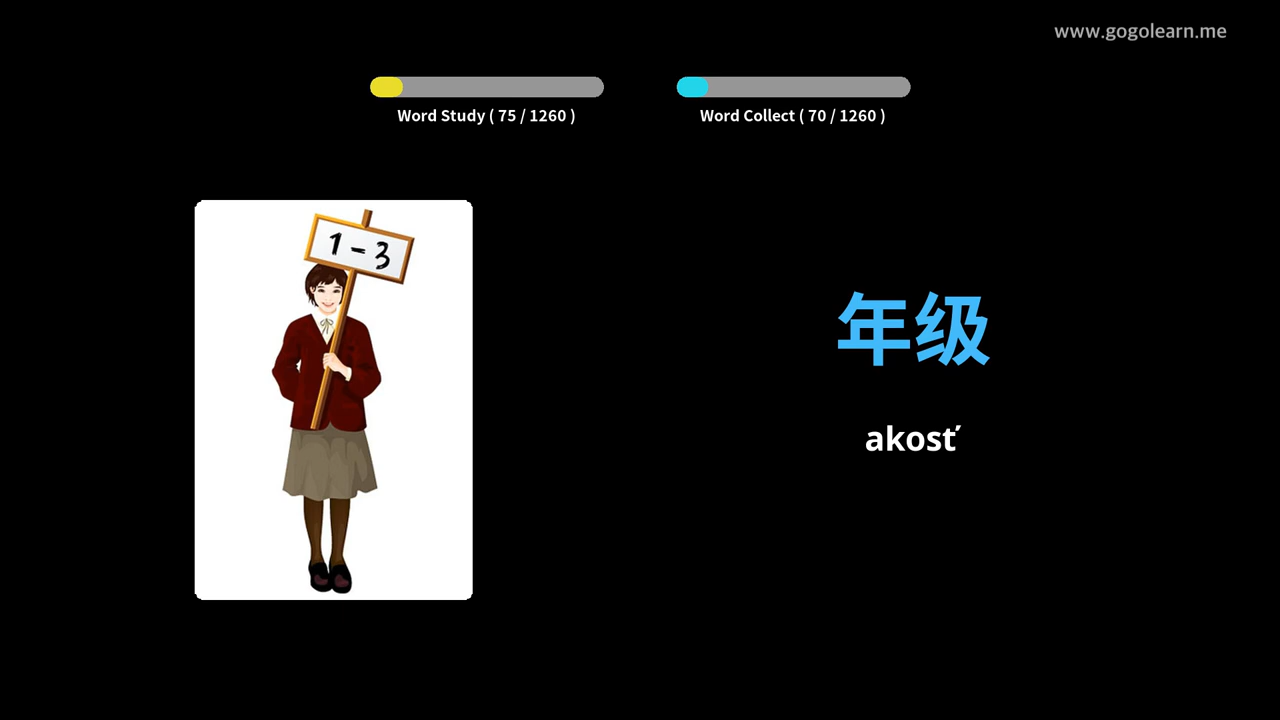 www.gogolearn.me
Word Study ( 75 / 1260 )
Word Collect ( 70 / 1260 )
1 - 3
年级
akosť